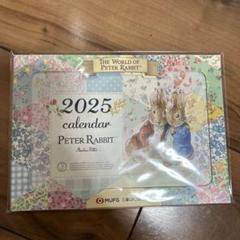 THE WORLD OF
PETER RABBIT
2025
calendar
PETER RABBIT
MUFG